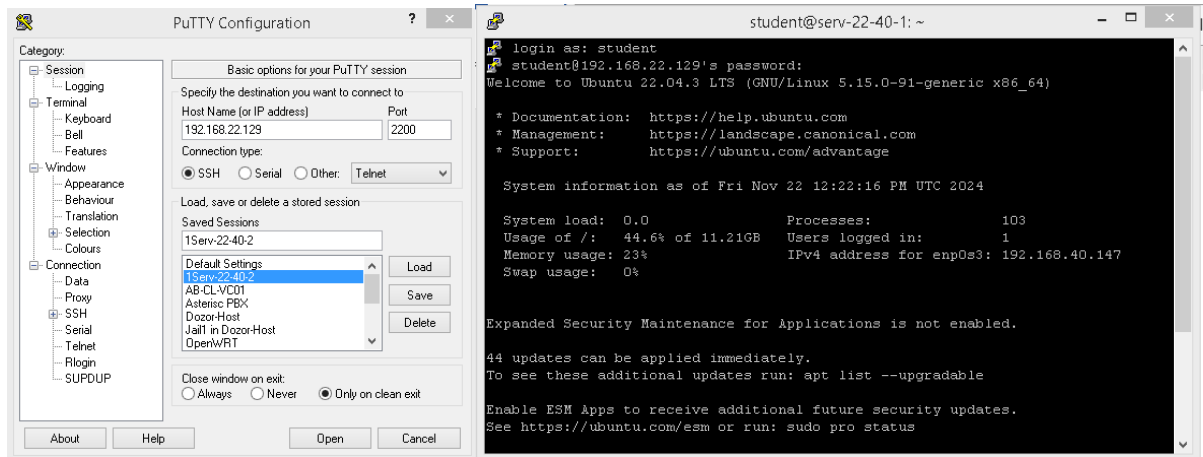 PuTTY Configuration
?
×
Category:
Session
Logging
Terminal
Keyboard
Bell
Features
Window
Appearance
Behaviour
Translation
Selection
Colours
Connection
Data
Proxy
SSH
Serial
Telnet
Rlogin
SUPDUP
Basic options for your PuTTY session
Specify the destination you want to connect to
Host Name (or IP address) Port
192.168.22.129 2200
Connection type:
SSH Serial Other: Telnet
Load, save or delete a stored session
Saved Sessions
1Serv-22-40-2
Default Settings
1Serv-22-40-2
AB-CL-VC01
Asterisc PBX
Dozor-Host
Jail1 in Dozor-Host
OpenWRT
Load
Save
Delete
Close window on exit:
Always Never Only on clean exit
About Help Open Cancel
student@serv-22-40-1: ~
login as: student
student@192.168.22.129's password:
Welcome to Ubuntu 22.04.3 LTS (GNU/Linux 5.15.0-91-generic x86_64)
* Documentation: https://help.ubuntu.com
* Management: https://landscape.canonical.com
* Support: https://ubuntu.com/advantage
System information as of Fri Nov 22 12:22:16 PM UTC 2024
System load: 0.0 Processes: 103
Usage of /: 44.6% of 11.21GB Users logged in: 1
Memory usage: 23% IPv4 address for enp0s3: 192.168.40.147
Swap usage: 0%
Expanded Security Maintenance for Applications is not enabled.
44 updates can be applied immediately.
To see these additional updates run: apt list --upgradable
Enable ESM Apps to receive additional future security updates.
See https://ubuntu.com/esm or run: sudo pro status